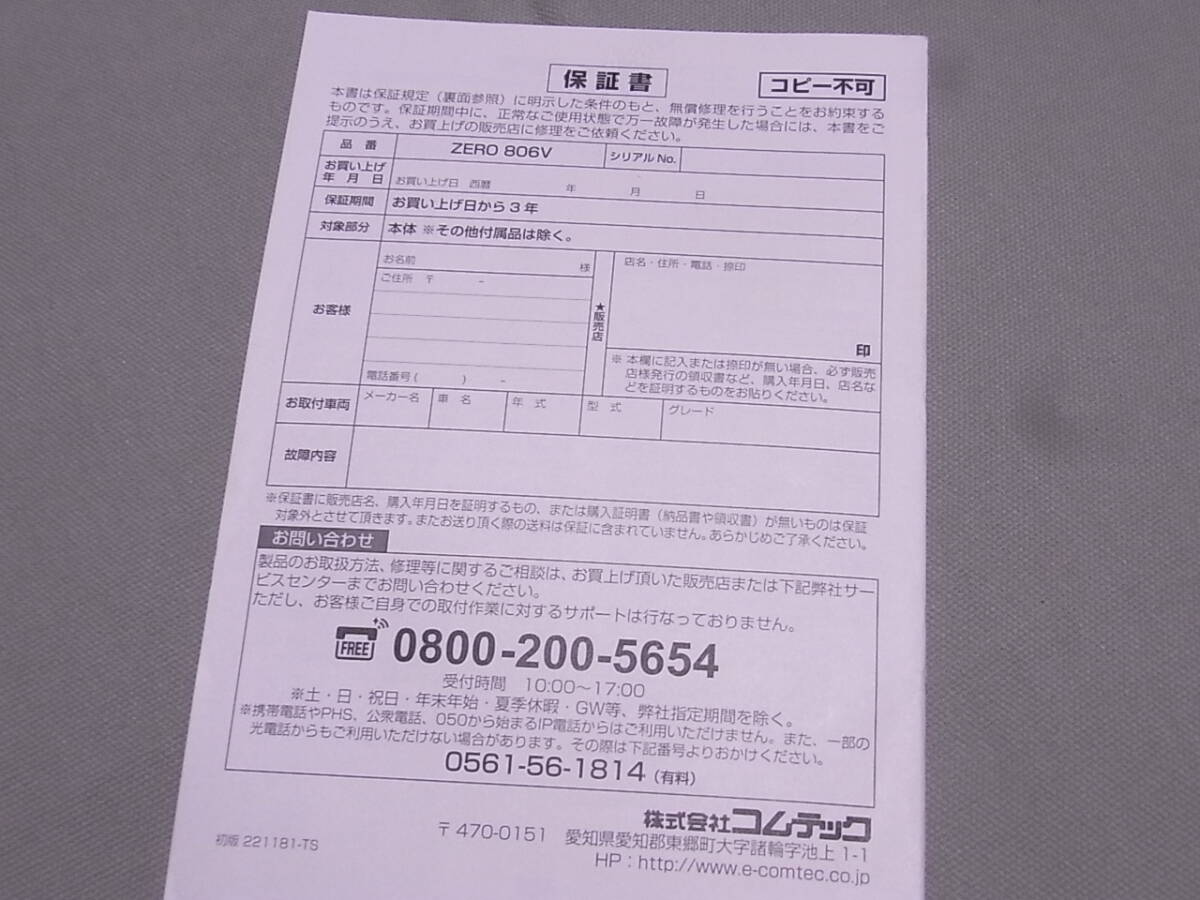 保証書
コピー不可
本書は保証規定（裏面参照）に明示した条件のもと、無償修理を行うことをお約束する
ものです。保証期間中に、正常なご使用状態で万一故障が発生した場合には、本書をご
提示のうえ、お買上げの販売店に修理をご依頼ください。
品 番 ZERO 806V シリアルNo.
お買い上げ
年 月 日 お買い上げ日 西暦 年 月 日
保証期間 お買い上げ日から3年
対象部分 本体 ※その他付属品は除く。
お客様
お名前 様
ご住所 〒 -
電話番号( ) -
★販売店
店名・住所・電話・捺印
印
※ 本欄に記入または捺印が無い場合、必ず販売
店様発行の領収書など、購入年月日、店名な
どを証明するものをお貼りください。
お取付車両 メーカー名 車 名 年 式 型 式 グレード
故障内容
※保証書に販売店名、購入年月日を証明するもの、または購入証明書（納品書や領収書）が無いものは保証
対象外とさせて頂きます。またお送り頂く際の送料は保証に含まれていません。あらかじめご了承ください。
お問い合わせ
製品のお取扱方法、修理等に関するご相談は、お買上げ頂いた販売店または下記弊社サー
ビスセンターまでお問い合わせください。
ただし、お客様ご自身での取付作業に対するサポートは行なっておりません。
FREE 0800-200-5654
受付時間 10:00〜17:00
※土・日・祝日・年末年始・夏季休暇・GW等、弊社指定期間を除く。
※携帯電話やPHS、公衆電話、050から始まるIP電話からはご利用いただけません。また、一部の
光電話からもご利用いただけない場合があります。その際は下記番号よりおかけください。
0561-56-1814（有料）
株式会社コムテック
〒470-0151 愛知県愛知郡東郷町大字諸輪字池上1-1
HP：http://www.e-comtec.co.jp
初版 221181-TS